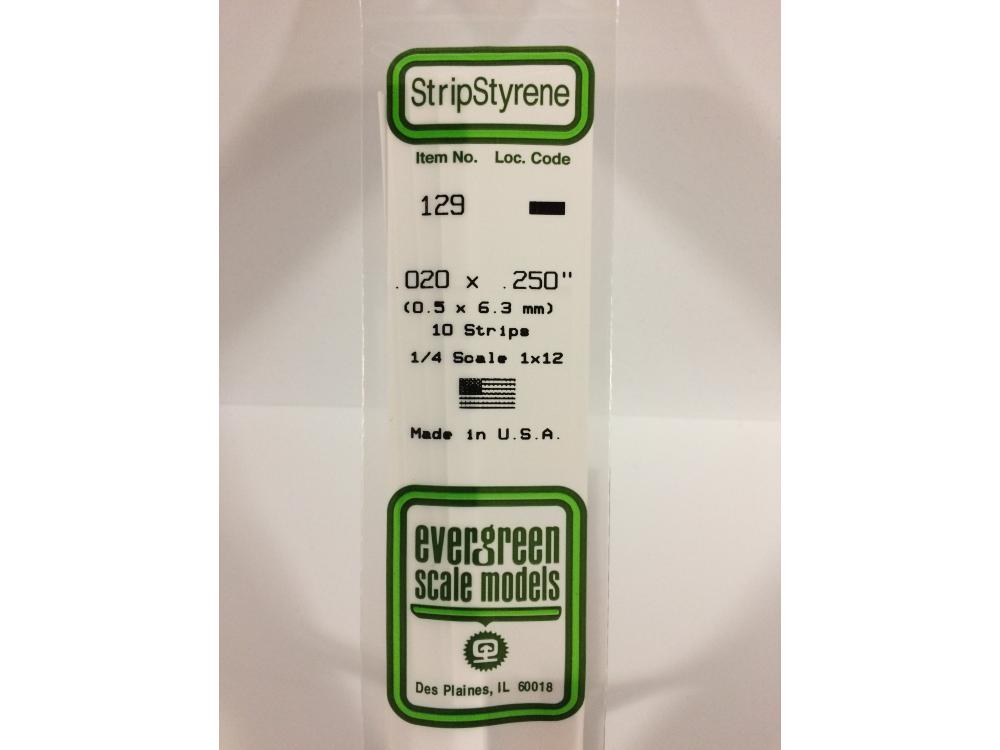 StripStyrene
Item No. Loc. Code
129
.020 x .250"
(0.5 x 6.3 mm)
10 Strips
1/4 Scale 1x12
Made in U.S.A.
evergreen
scale models
Des Plaines, IL 60018